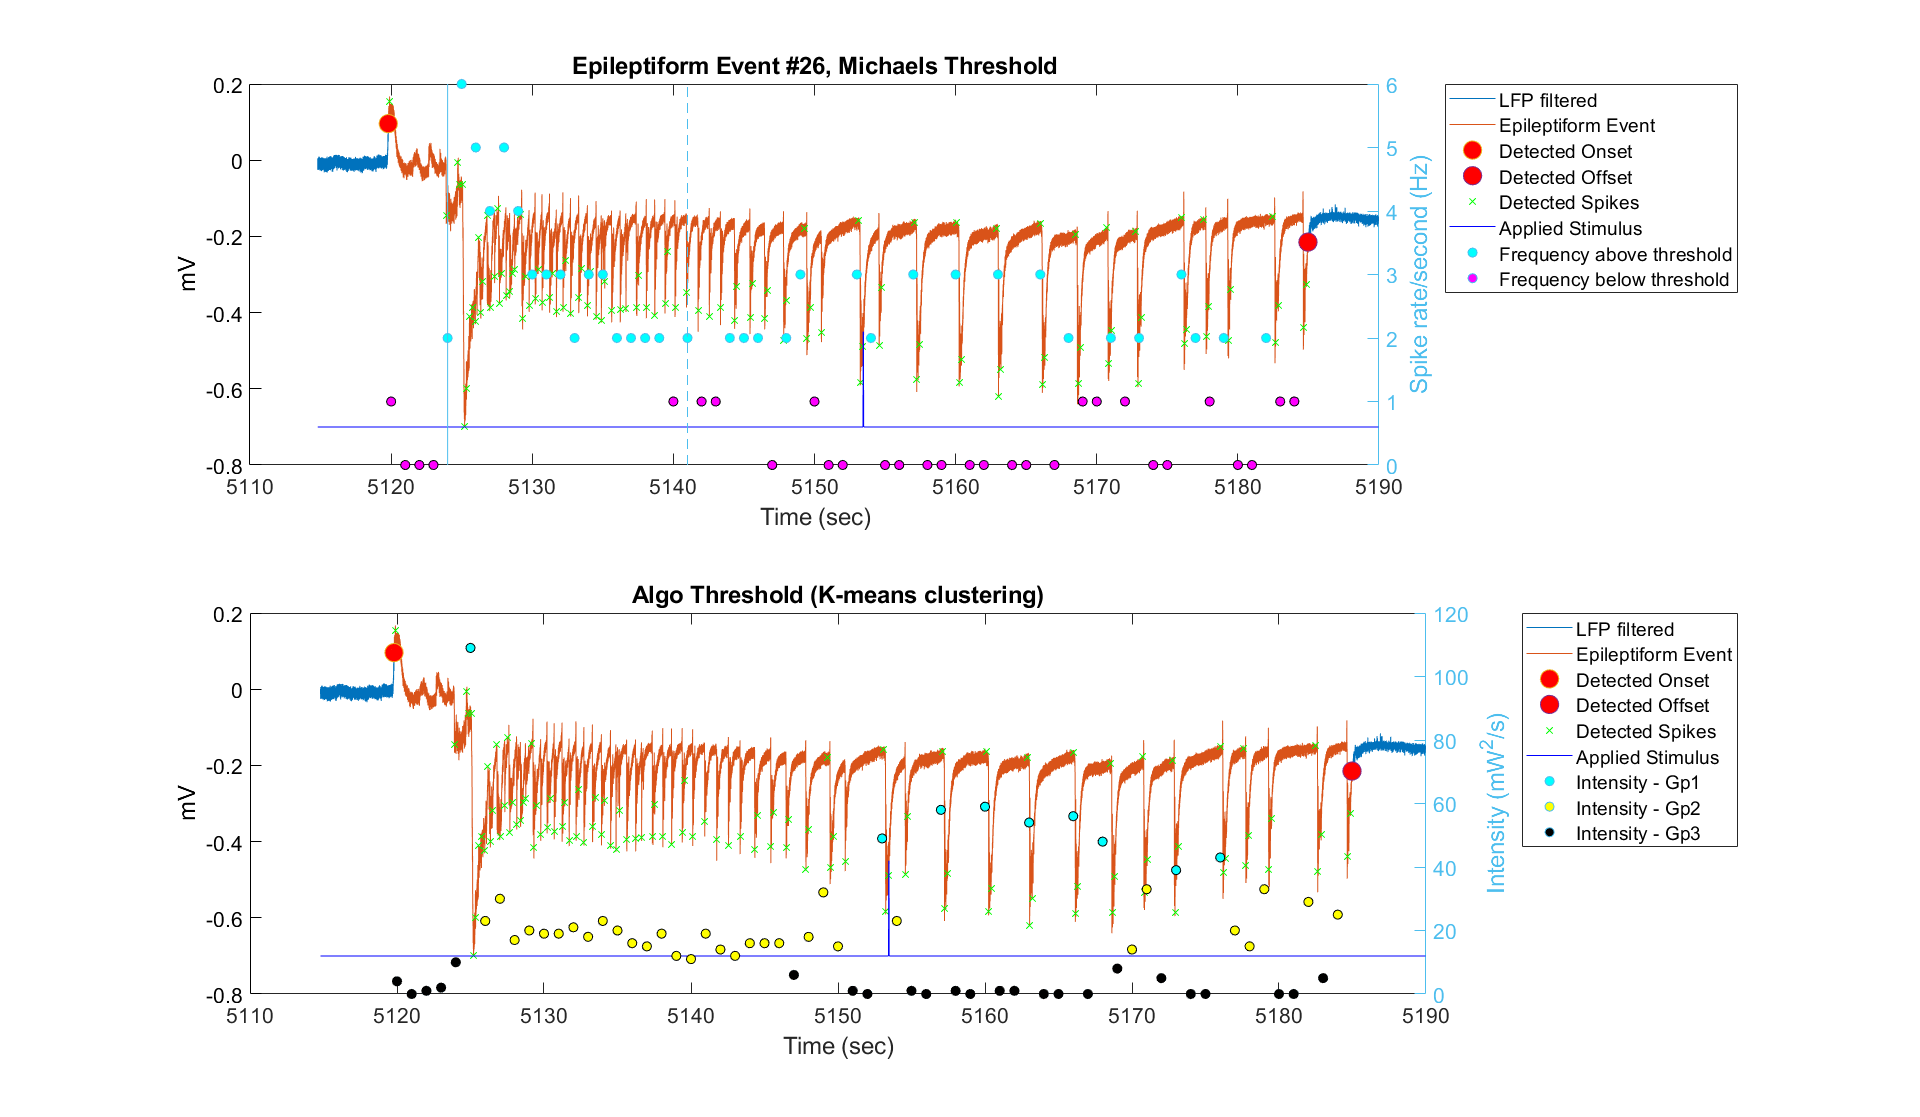 Epileptiform Event #26, Michaels Threshold
0.2
0
-0.2
-0.4
-0.6
-0.8
mV
5110
5120
5130
5140
5150
5160
5170
5180
5190
Time (sec)
6
5
4
3
2
1
0
Spike rate/second (Hz)
LFP filtered
Epileptiform Event
Detected Onset
Detected Offset
Detected Spikes
Applied Stimulus
Frequency above threshold
Frequency below threshold
Algo Threshold (K-means clustering)
0.2
0
-0.2
-0.4
-0.6
-0.8
mV
5110
5120
5130
5140
5150
5160
5170
5180
5190
Time (sec)
120
100
80
60
40
20
0
Intensity (mW²/s)
LFP filtered
Epileptiform Event
Detected Onset
Detected Offset
Detected Spikes
Applied Stimulus
Intensity - Gp1
Intensity - Gp2
Intensity - Gp3